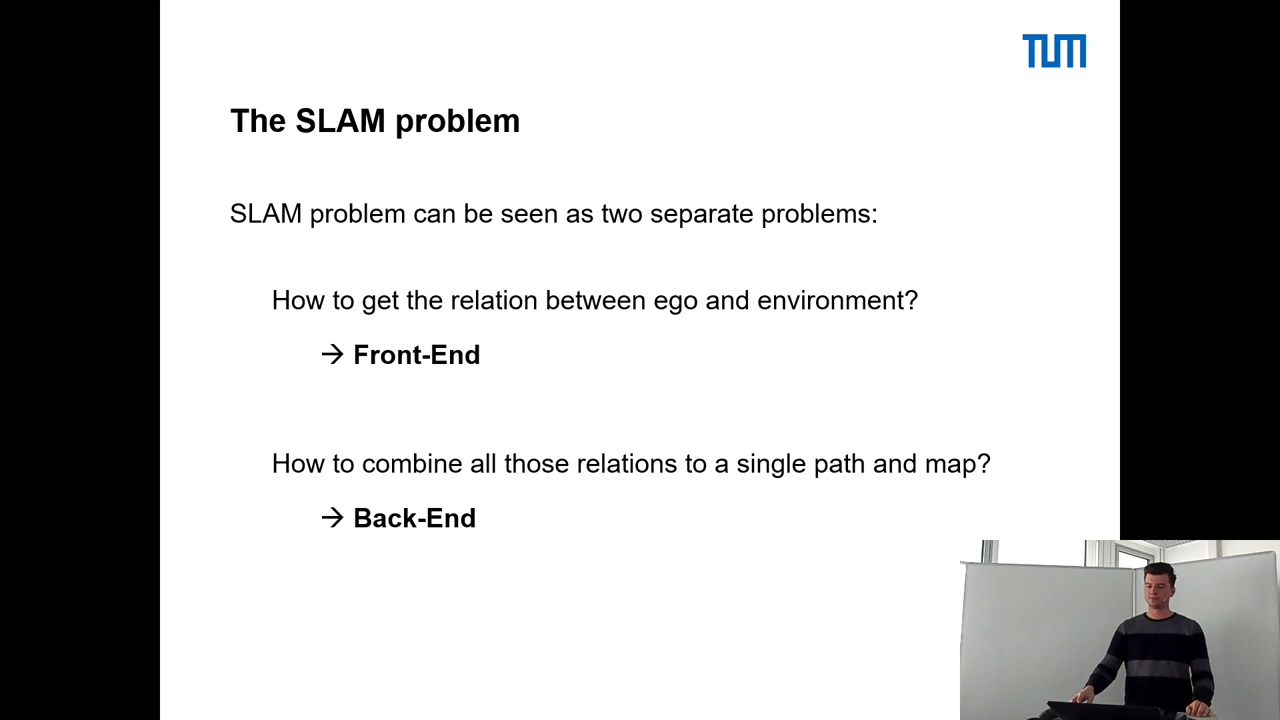 TUM
The SLAM problem
SLAM problem can be seen as two separate problems:
How to get the relation between ego and environment?
→ Front-End
How to combine all those relations to a single path and map?
→ Back-End